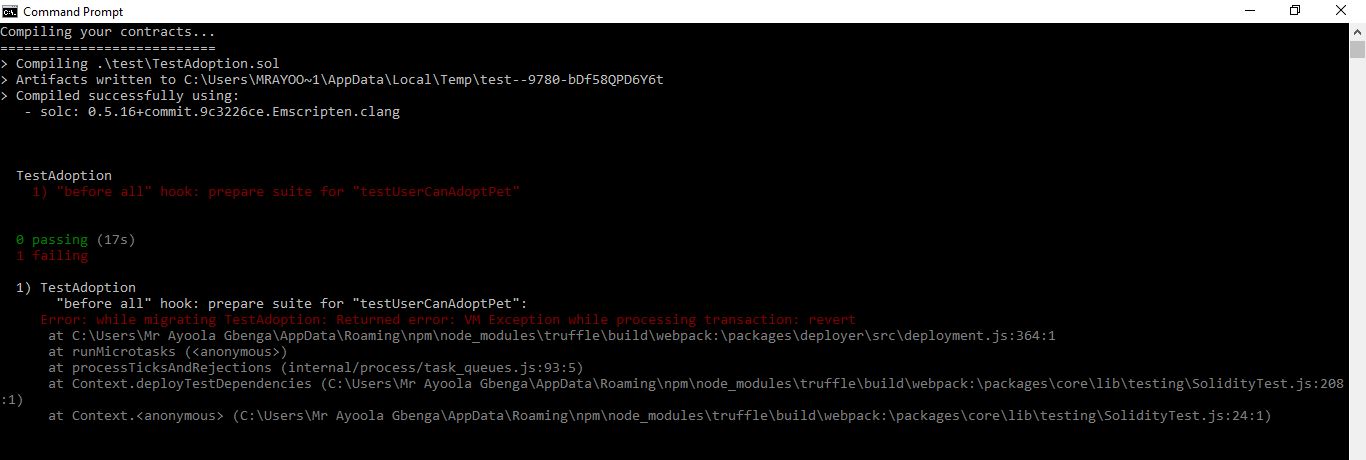 Command Prompt
Compiling your contracts...
===========================
> Compiling .\test\TestAdoption.sol
> Artifacts written to C:\Users\MRAYOO~1\AppData\Local\Temp\test--9780-bDf58QPD6Y6t
> Compiled successfully using:
- solc: 0.5.16+commit.9c3226ce.Emscripten.clang
TestAdoption
1) "before all" hook: prepare suite for "testUserCanAdoptPet"
0 passing (17s)
1 failing
1) TestAdoption
"before all" hook: prepare suite for "testUserCanAdoptPet":
Error: while migrating TestAdoption: Returned error: VM Exception while processing transaction: revert
at C:\Users\Mr Ayoola Gbenga\AppData\Roaming\npm\node_modules\truffle\build\webpack:\packages\deployer\src\deployment.js:364:1
at runMicrotasks (<anonymous>)
at processTicksAndRejections (internal/process/task_queues.js:93:5)
at Context.deployTestDependencies (C:\Users\Mr Ayoola Gbenga\AppData\Roaming\npm\node_modules\truffle\build\webpack:\packages\core\lib\testing\SolidityTest.js:208
:1)
at Context.<anonymous> (C:\Users\Mr Ayoola Gbenga\AppData\Roaming\npm\node_modules\truffle\build\webpack:\packages\core\lib\testing\SolidityTest.js:24:1)